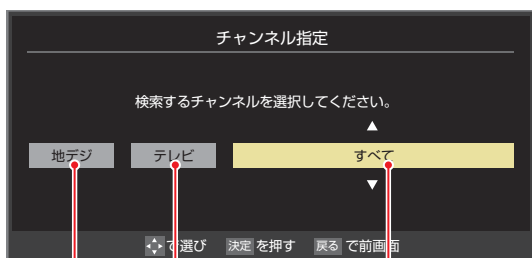 チャンネル指定
検索するチャンネルを選択してください。
▲
地デジ テレビ すべて
▼
で選び 決定 を押す 戻る で前画面